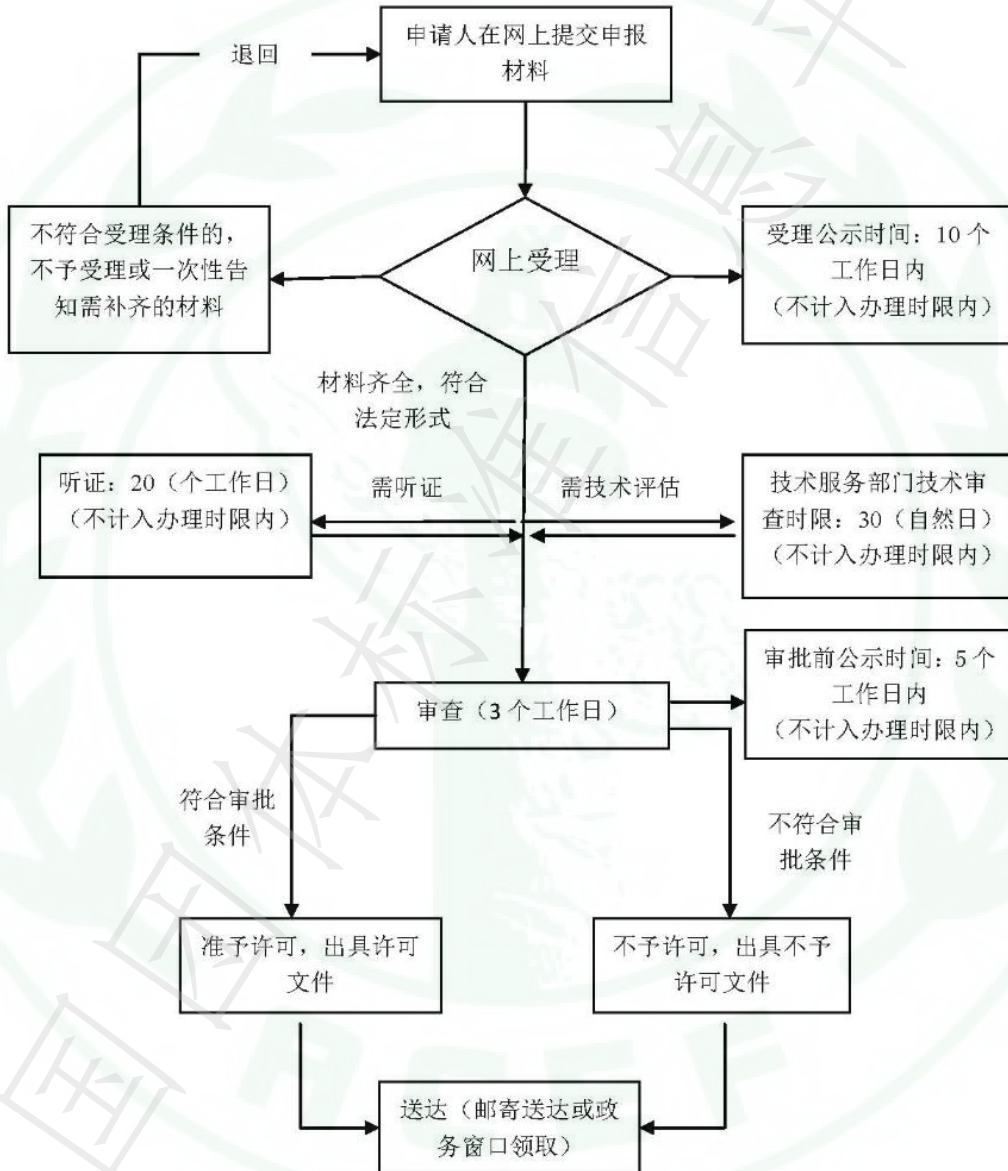 申请人在网上提交申报
材料
退回
不符合受理条件的，
不予受理或一次性告
知需补齐的材料
网上受理
受理公示时间：10 个
工作日内
（不计入办理时限内）
材料齐全，符合
法定形式
听证：20（个工作日）
（不计入办理时限内）
需听证
需技术评估
技术服务部门技术审
查时限：30（自然日）
（不计入办理时限内）
审查（3 个工作日）
审批前公示时间：5 个
工作日内
（不计入办理时限内）
符合审批
条件
不符合审
批条件
准予许可，出具许可
文件
不予许可，出具不予
许可文件
送达（邮寄送达或政
务窗口领取）
ACEF